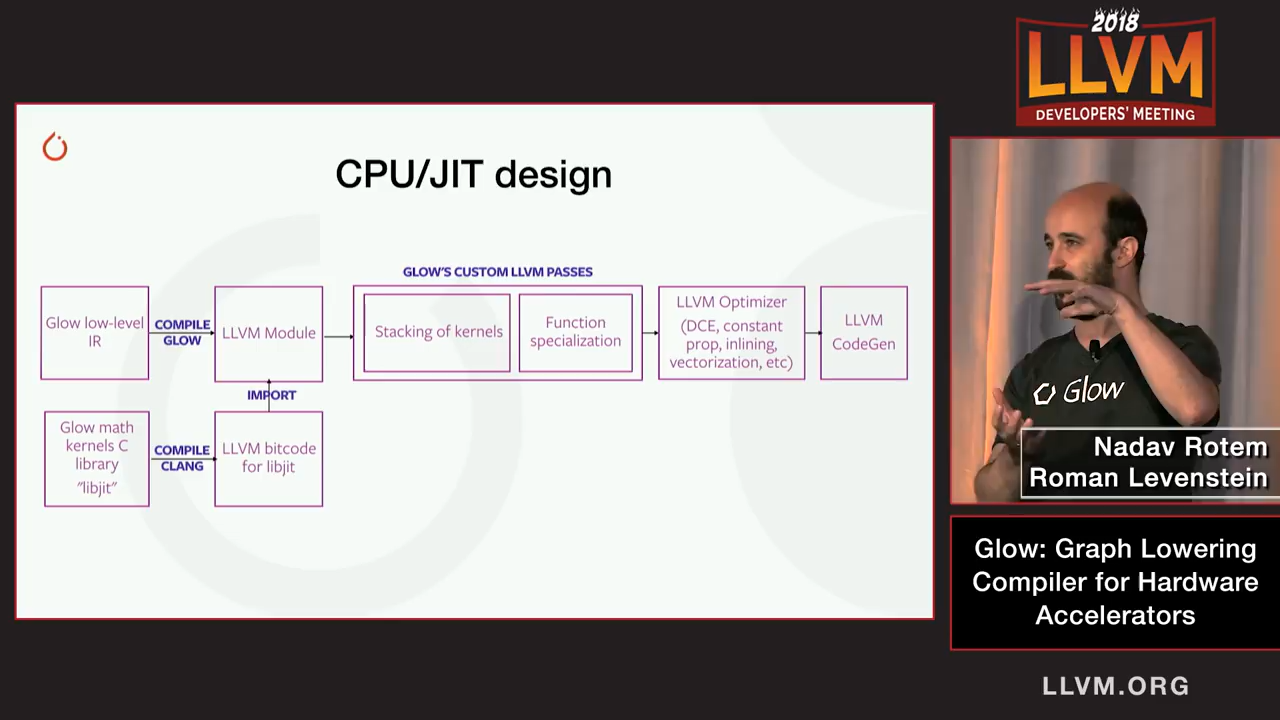 2018
LLVM
DEVELOPERS' MEETING
CPU/JIT design
GLOW'S CUSTOM LLVM PASSES
Glow low-level
IR
COMPILE
GLOW
LLVM Module
Stacking of kernels
Function
specialization
LLVM Optimizer
(DCE, constant
prop, inlining,
vectorization, etc)
LLVM
CodeGen
IMPORT
Glow math
kernels C
library
"libjit"
COMPILE
CLANG
LLVM bitcode
for libjit
Glow
Nadav Rotem
Roman Levenstein
Glow: Graph Lowering
Compiler for Hardware
Accelerators
LLVM.ORG